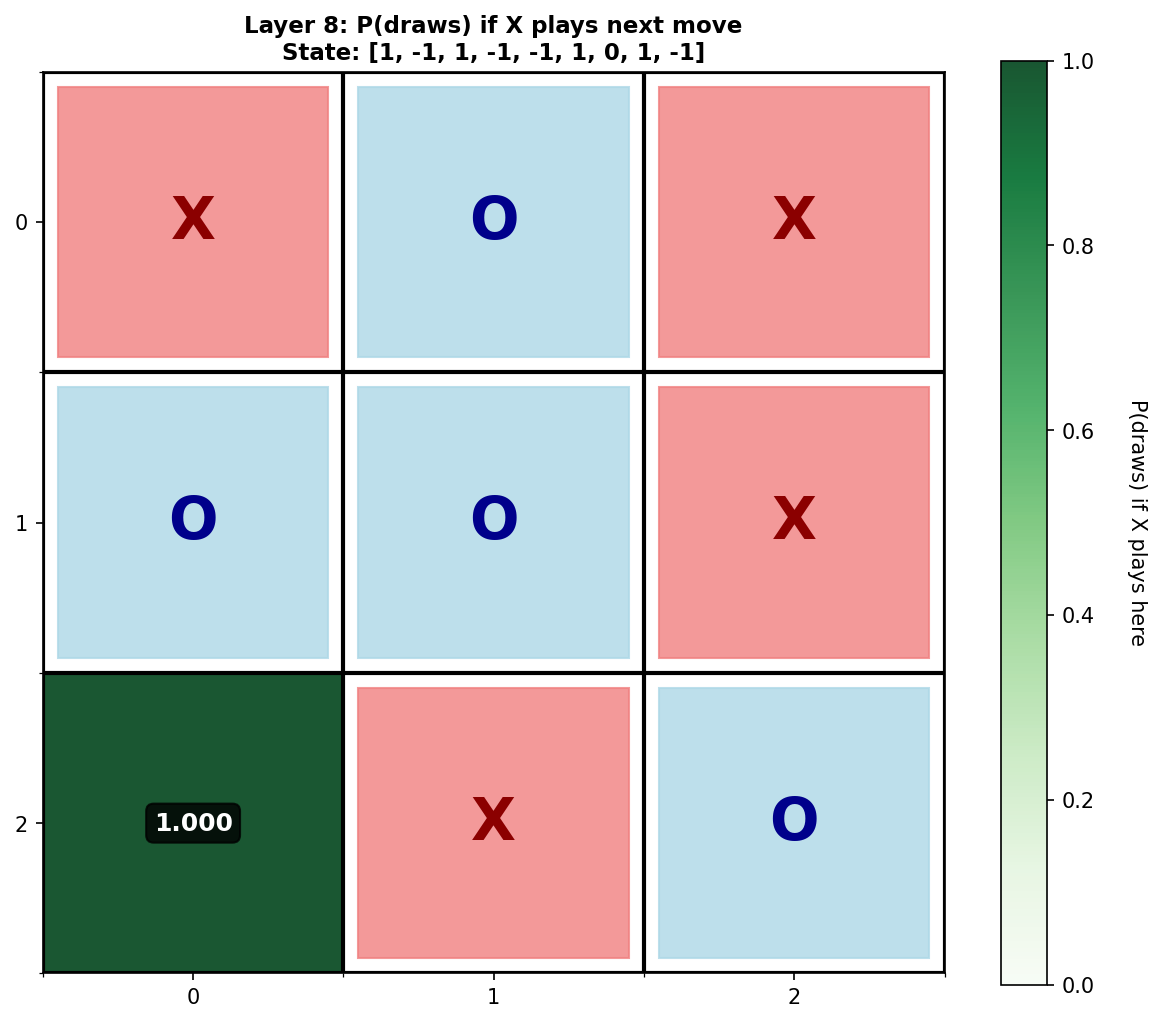 Layer 8: P(draws) if X plays next move
State: [1, -1, 1, -1, -1, 1, 0, 1, -1]
X O X
0
O O X
1
1.000 X O
2
0 1 2
1.0
0.8
0.6
0.4
0.2
0.0
P(draws) if X plays here